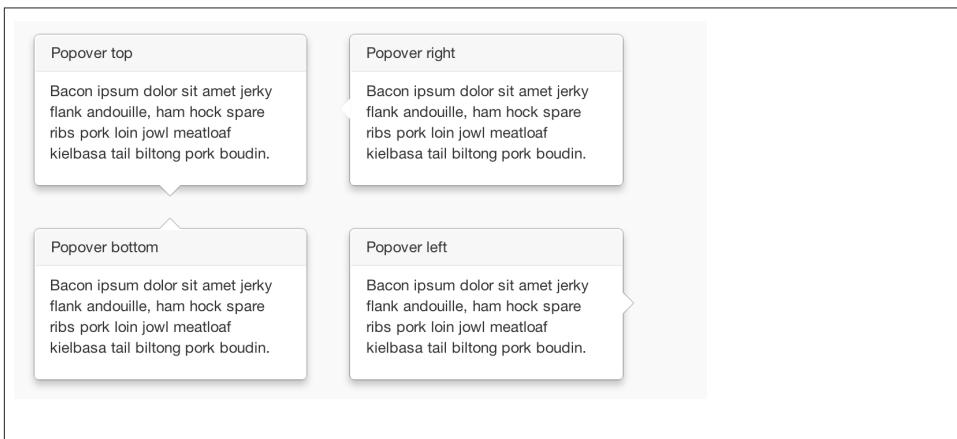 Popover top
Bacon ipsum dolor sit amet jerky
flank andouille, ham hock spare
ribs pork loin jowl meatloaf
kielbasa tail biltong pork boudin.
Popover right
Bacon ipsum dolor sit amet jerky
flank andouille, ham hock spare
ribs pork loin jowl meatloaf
kielbasa tail biltong pork boudin.
Popover bottom
Bacon ipsum dolor sit amet jerky
flank andouille, ham hock spare
ribs pork loin jowl meatloaf
kielbasa tail biltong pork boudin.
Popover left
Bacon ipsum dolor sit amet jerky
flank andouille, ham hock spare
ribs pork loin jowl meatloaf
kielbasa tail biltong pork boudin.